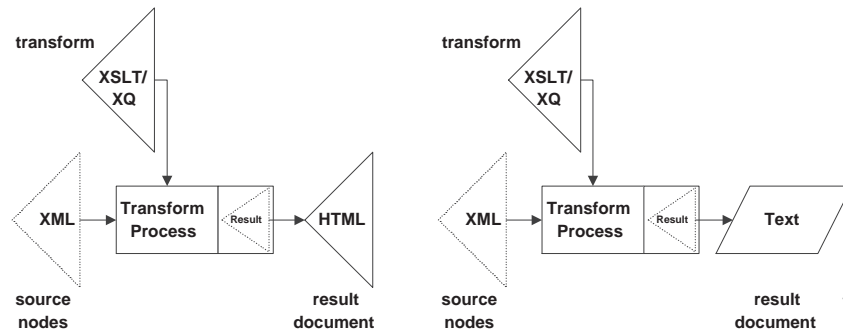 transform
XSLT/
XQ
XML
Transform
Process
Result
HTML
source
nodes
result
document
transform
XSLT/
XQ
XML
Transform
Process
Result
Text
source
nodes
result
document